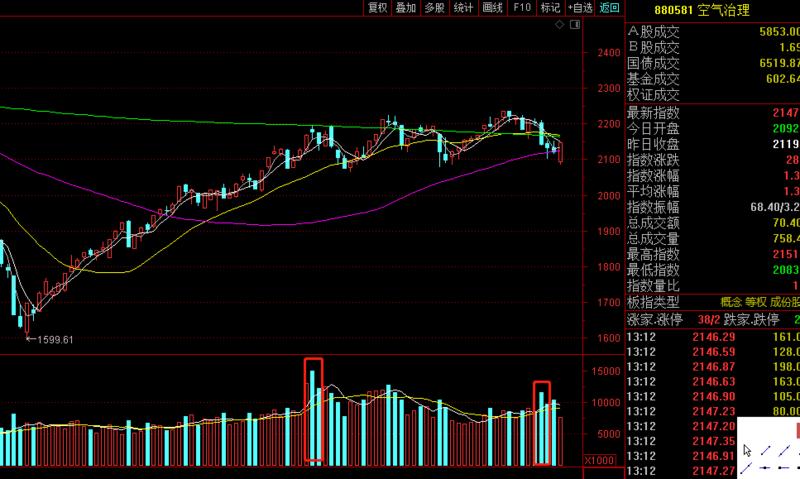 复权 叠加 多股 统计 画线 F10 标记 +自选 返回
880581 空气治理
A股成交 5853.00
B股成交 1.69
国债成交 6519.87
基金成交 602.64
权证成交
最新指数 2147
今日开盘 2092
昨日收盘 2119
指数涨跌 28
指数涨幅 1.3
平均涨幅 1.3
指数振幅 68.40/3.2
总成交额 70.40
总成交量 758.4
最高指数 2151
最低指数 2083
指数量比 1
板指类型 概念 等权 成份股
涨家.涨停 38/2 跌家.跌停 2
13:12 2146.29 161.0
13:12 2146.59 128.0
13:12 2146.87 198.0
13:12 2146.63 163.0
13:12 2146.90 105.0
13:12 2147.23 80.00
13:12 2147.20
13:12 2147.35
13:12 2146.91
13:12 2147.27
2400
2300
2200
2100
2000
1900
1800
1700
1600
←1599.61
15000
10000
5000
X1000